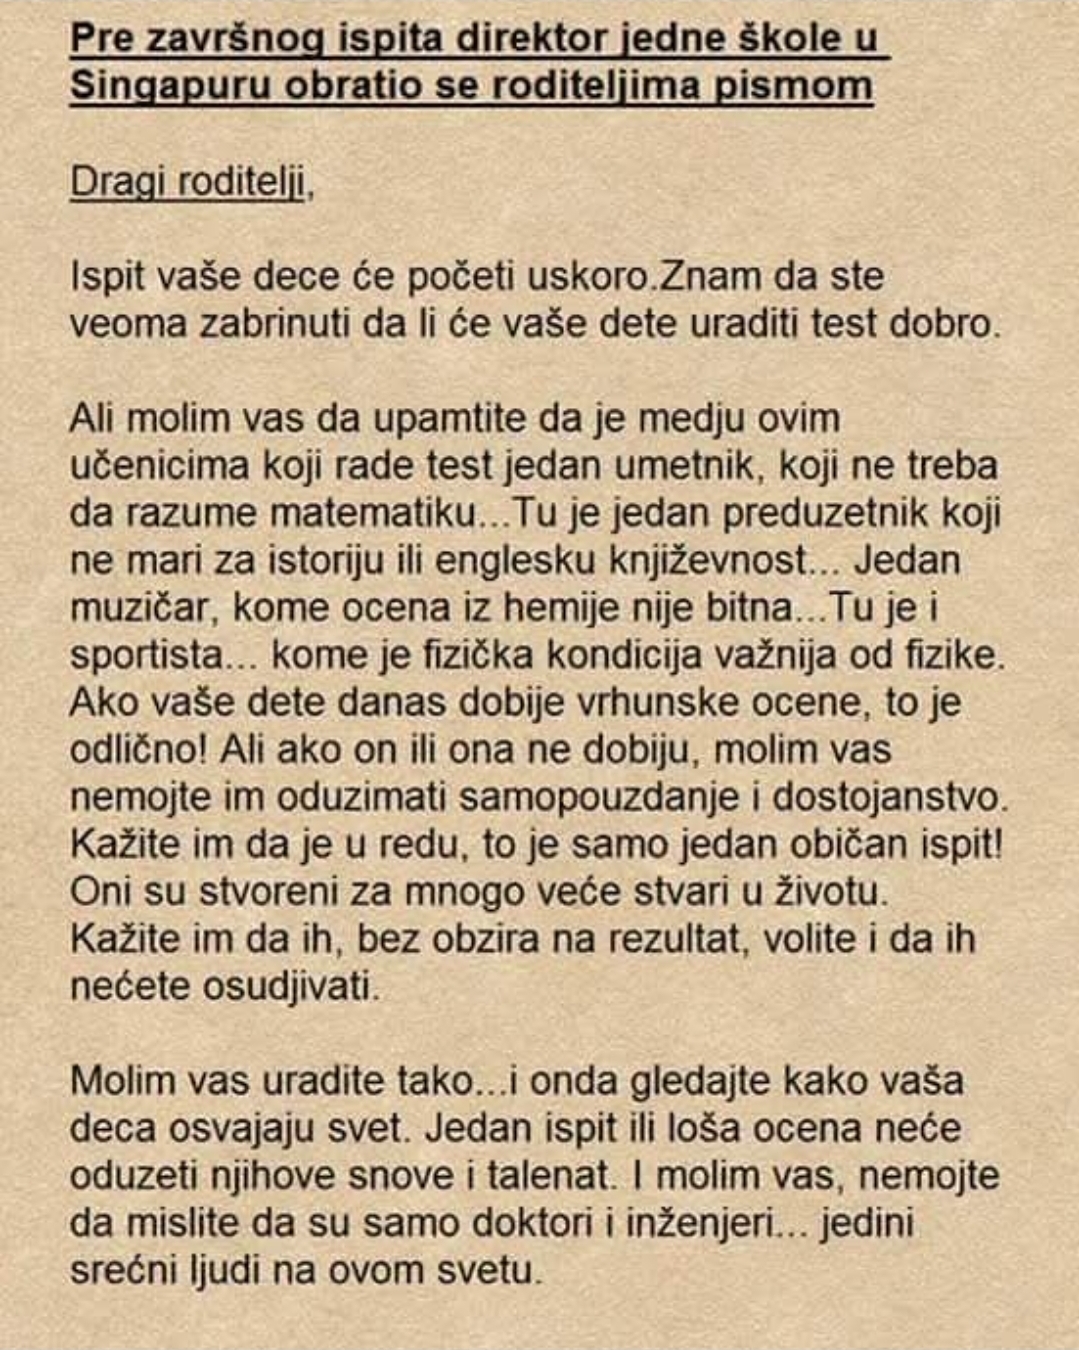 Pre završnog ispita direktor jedne škole u
Singapuru obratio se roditeljima pismom
Dragi roditelji,
Ispit vaše dece će početi uskoro.Znam da ste
veoma zabrinuti da li će vaše dete uraditi test dobro.
Ali molim vas da upamtite da je medju ovim
učenicima koji rade test jedan umetnik, koji ne treba
da razume matematiku...Tu je jedan preduzetnik koji
ne mari za istoriju ili englesku književnost... Jedan
muzičar, kome ocena iz hemije nije bitna...Tu je i
sportista... kome je fizička kondicija važnija od fizike.
Ako vaše dete danas dobije vrhunske ocene, to je
odlično! Ali ako on ili ona ne dobiju, molim vas
nemojte im oduzimati samopouzdanje i dostojanstvo.
Kažite im da je u redu, to je samo jedan običan ispit!
Oni su stvoreni za mnogo veće stvari u životu.
Kažite im da ih, bez obzira na rezultat, volite i da ih
nećete osudjivati.
Molim vas uradite tako...i onda gledajte kako vaša
deca osvajaju svet. Jedan ispit ili loša ocena neće
oduzeti njihove snove i talenat. I molim vas, nemojte
da mislite da su samo doktori i inženjeri... jedini
srećni ljudi na ovom svetu.